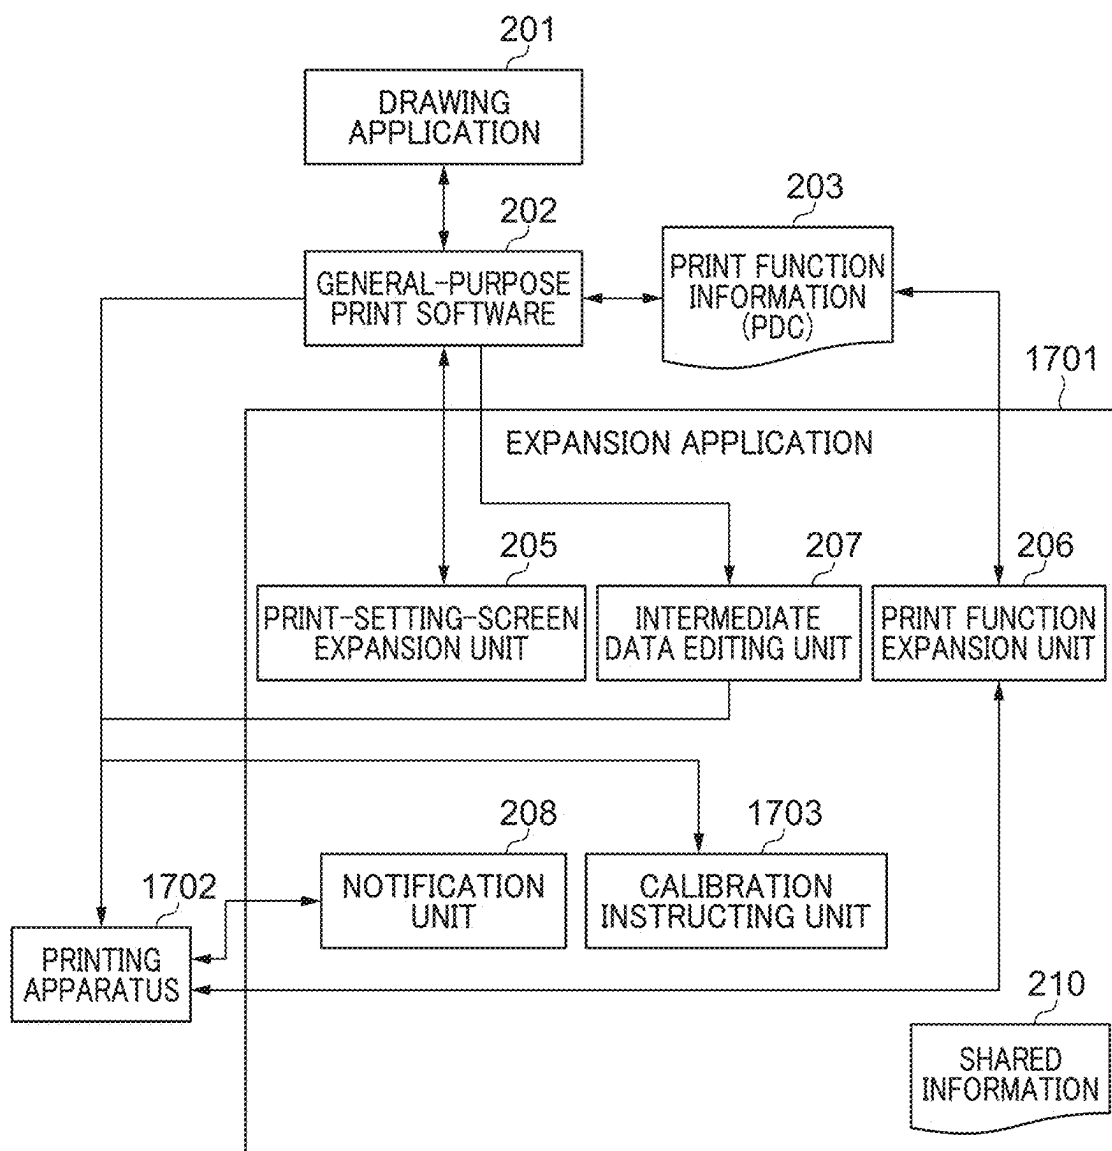 201
DRAWING
APPLICATION
202
203
GENERAL-PURPOSE
PRINT SOFTWARE
PRINT FUNCTION
INFORMATION
(PDC)
1701
EXPANSION APPLICATION
205
207
206
PRINT-SETTING-SCREEN
EXPANSION UNIT
INTERMEDIATE
DATA EDITING UNIT
PRINT FUNCTION
EXPANSION UNIT
208
1703
1702
NOTIFICATION
UNIT
CALIBRATION
INSTRUCTING UNIT
PRINTING
APPARATUS
210
SHARED
INFORMATION